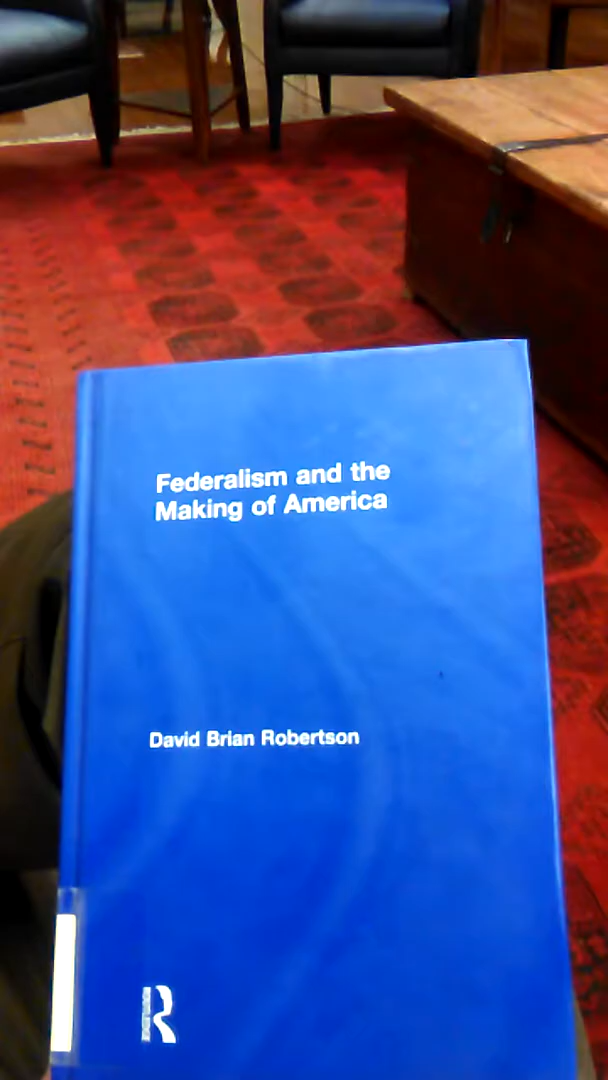 Federalism and the
Making of America
David Brian Robertson
R